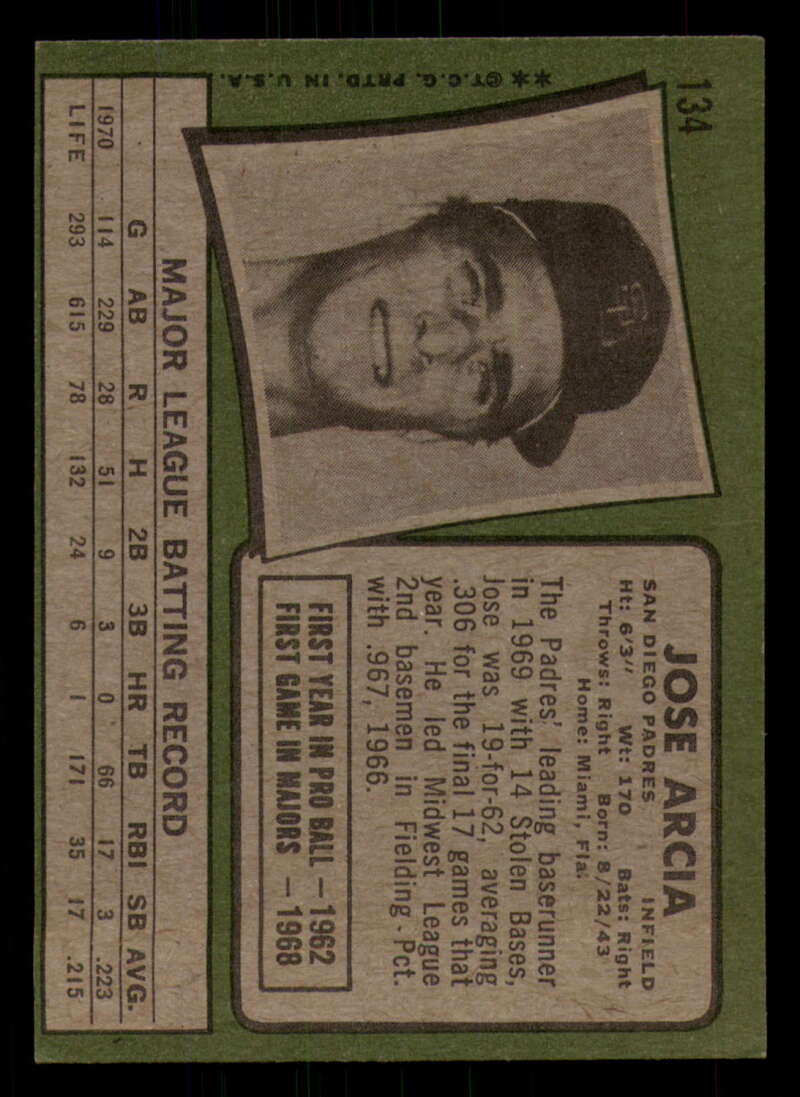 134
**©T.C.G. PRTD. IN U.S.A.
JOSE ARCIA
SAN DIEGO PADRES INFIELD
Ht: 6'3" Wt: 170 Bats: Right
Throws: Right Born: 8/22/43
Home: Miami, Fla.
The Padres' leading baserunner
in 1969 with 14 Stolen Bases,
Jose was 19-for-62, averaging
.306 for the final 17 games that
year. He led Midwest League
2nd basemen in Fielding Pct.
with .967, 1966.
FIRST YEAR IN PRO BALL — 1962
FIRST GAME IN MAJORS — 1968
MAJOR LEAGUE BATTING RECORD
G AB R H 2B 3B HR TB RBI SB AVG.
1970 114 229 28 51 9 3 0 66 17 3 .223
LIFE 293 615 78 132 24 6 1 171 35 17 .215